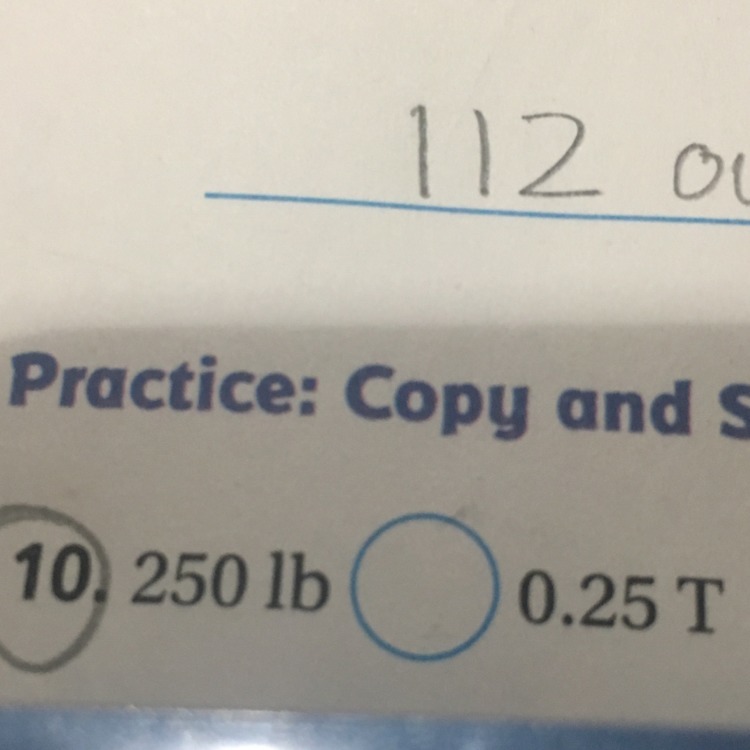 112
Practice: Copy and
10. 250 lb 0.25 T